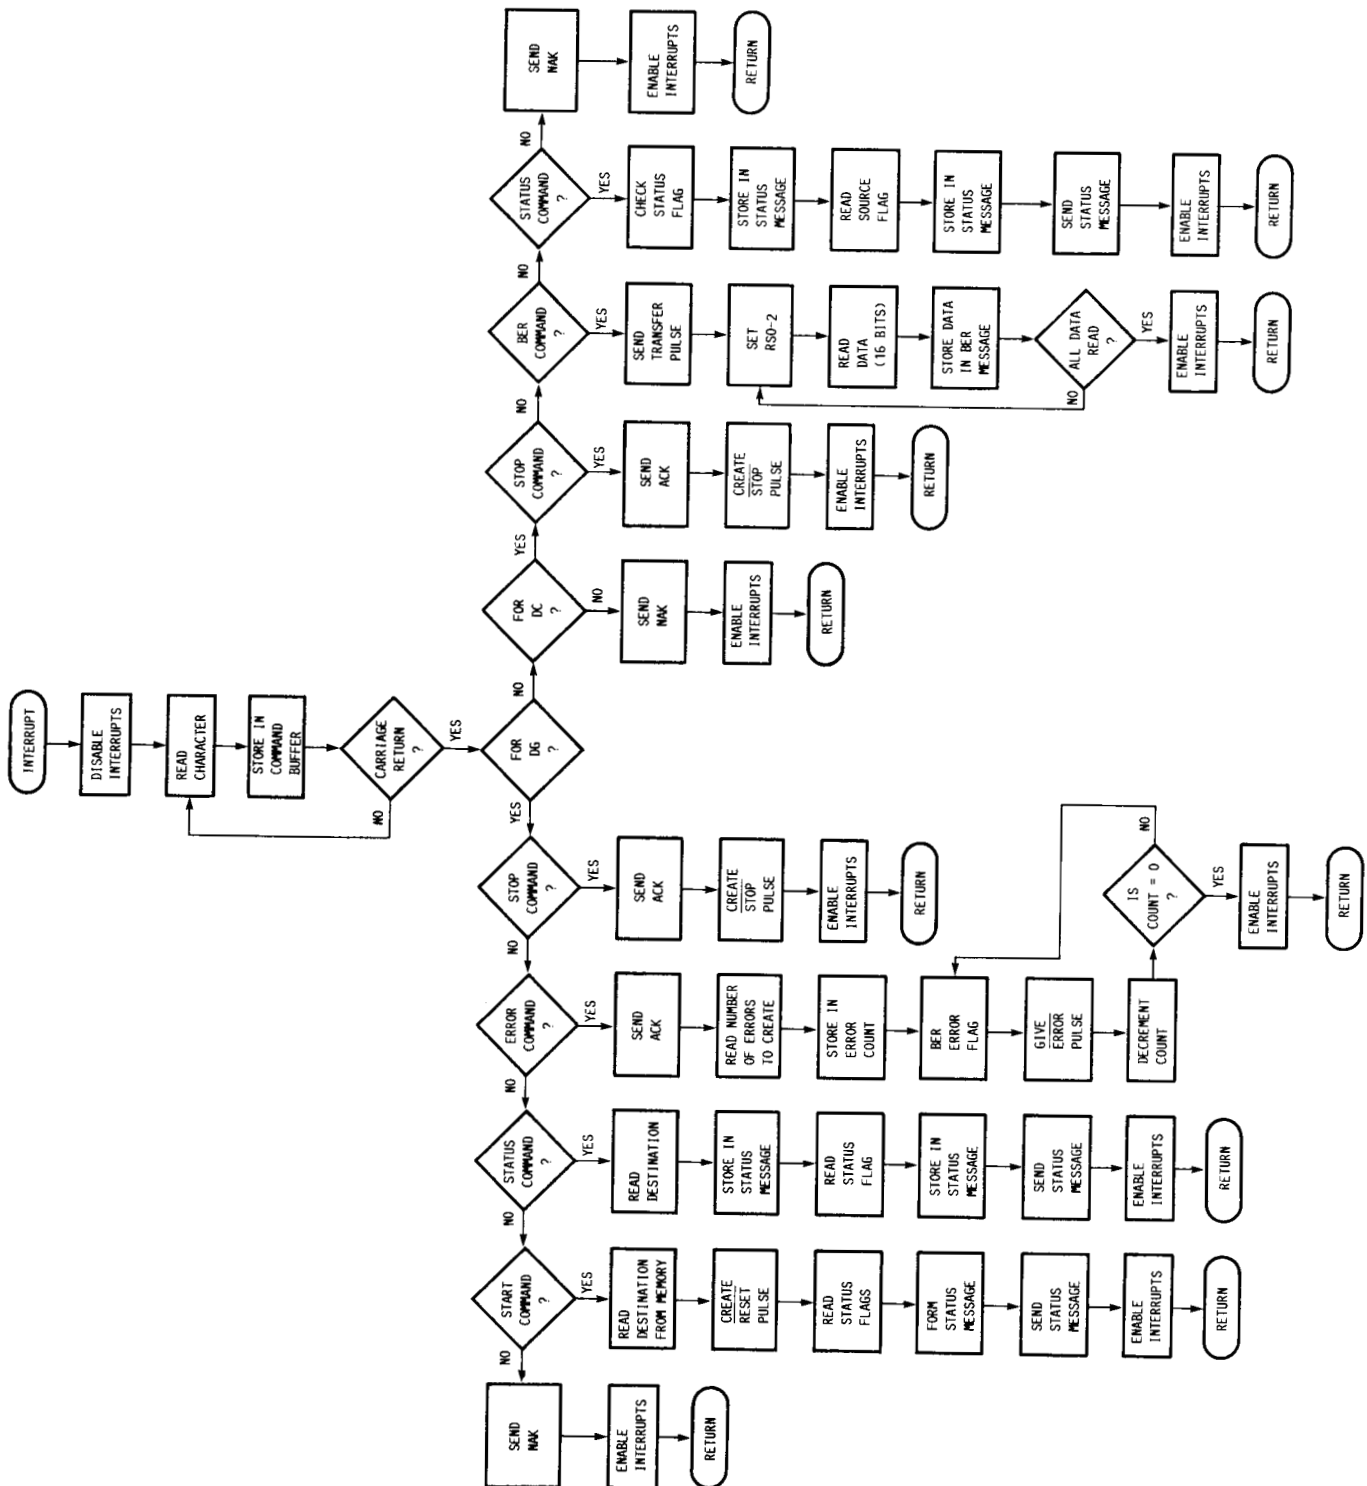 INTERRUPT
DISABLE
INTERRUPTS
READ
CHARACTER
STORE IN
COMMAND
BUFFER
CARRIAGE
RETURN
?
NO
YES
FOR
DG
?
YES
NO
STOP
COMMAND
?
YES
SEND
ACK
CREATE
STOP
PULSE
ENABLE
INTERRUPTS
RETURN
NO
ERROR
COMMAND
?
YES
SEND
ACK
READ NUMBER
OF ERRORS
TO CREATE
STORE IN
ERROR
COUNT
BER
ERROR
FLAG
GIVE
ERROR
PULSE
DECREMENT
COUNT
IS
COUNT = 0
?
NO
YES
ENABLE
INTERRUPTS
RETURN
NO
STATUS
COMMAND
?
YES
READ
DESTINATION
STORE IN
STATUS
MESSAGE
READ
STATUS
FLAG
STORE IN
STATUS
MESSAGE
SEND
STATUS
MESSAGE
ENABLE
INTERRUPTS
RETURN
NO
START
COMMAND
?
YES
READ
DESTINATION
FROM MEMORY
CREATE
RESET
PULSE
READ
STATUS
FLAGS
FORM
STATUS
MESSAGE
SEND
STATUS
MESSAGE
ENABLE
INTERRUPTS
RETURN
NO
SEND
NAK
ENABLE
INTERRUPTS
RETURN
FOR
DC
?
NO
SEND
NAK
ENABLE
INTERRUPTS
RETURN
YES
STOP
COMMAND
?
YES
SEND
ACK
CREATE
STOP
PULSE
ENABLE
INTERRUPTS
RETURN
NO
BER
COMMAND
?
YES
SEND
TRANSFER
PULSE
SET
RSO-2
READ
DATA
(16 BITS)
STORE DATA
IN BER
MESSAGE
ALL DATA
READ
?
NO
YES
ENABLE
INTERRUPTS
RETURN
NO
STATUS
COMMAND
?
YES
CHECK
STATUS
FLAG
STORE IN
STATUS
MESSAGE
READ
SOURCE
FLAG
STORE IN
STATUS
MESSAGE
SEND
STATUS
MESSAGE
ENABLE
INTERRUPTS
RETURN
NO
SEND
NAK
ENABLE
INTERRUPTS
RETURN